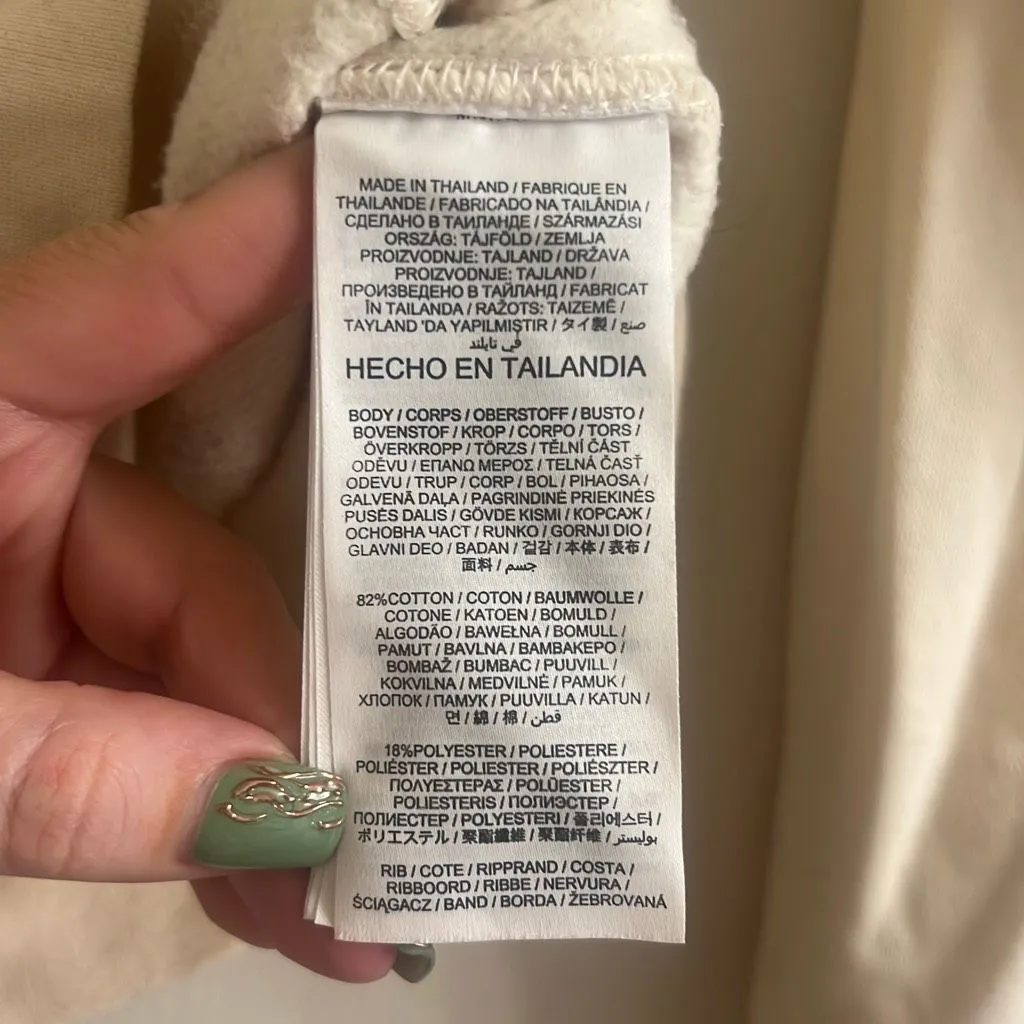 MADE IN THAILAND / FABRIQUE EN
THAILANDE / FABRICADO NA TAILÂNDIA /
СДЕЛАНО В ТАИЛАНДЕ / SZÁRMAZÁSI
ORSZÁG: TÁJFÖLD / ZEMLJA
PROIZVODNJE: TAJLAND / DRŽAVA
PROIZVODNJE: TAJLAND /
ПРОИЗВЕДЕНО В ТАЙЛАНД / FABRICAT
ÎN TAILANDA / RAŽOTS: TAIZEMĒ /
TAYLAND 'DA YAPILMIŞTIR / タイ製 / صنع
في تايلند
HECHO EN TAILANDIA
BODY / CORPS / OBERSTOFF / BUSTO /
BOVENSTOF / KROP / CORPO / TORS /
ÖVERKROPP / TÖRZS / TĚLNÍ ČÁST
ODĚVU / ΕΠΑΝΩ ΜΕΡΟΣ / TELNÁ ČASŤ
ODEVU / TRUP / CORP / BOL / PIHAOSA /
GALVENĀ DAĻA / PAGRINDINĖ PRIEKINĖS
PUSĖS DALIS / GÖVDE KISMI / КОРСАЖ /
ОСНОВНА ЧАСТ / RUNKO / GORNJI DIO /
GLAVNI DEO / BADAN / 겉감 / 本体 / 表布 /
面料 / جسم
82%COTTON / COTON / BAUMWOLLE /
COTONE / KATOEN / BOMULD /
ALGODÃO / BAWEŁNA / BOMULL /
PAMUT / BAVLNA / ΒΑΜΒΑΚΕΡΟ /
BOMBAŽ / BUMBAC / PUUVILL /
KOKVILNA / MEDVILNĖ / PAMUK /
ХЛОПОК / ПАМУК / PUUVILLA / KATUN /
면 / 綿 / 棉 / قطن
18%POLYESTER / POLIESTERE /
POLIÉSTER / POLIESTER / POLIÉSZTER /
ΠΟΛΥΕΣΤΕΡΑΣ / POLÜESTER /
POLIESTERIS / ПОЛИЭСТЕР /
ПОЛИЕСТЕР / POLYESTERI / 폴리에스터 /
ポリエステル / 聚酯纖維 / 聚酯纤维 / بوليستر
RIB / COTE / RIPPRAND / COSTA /
RIBBOORD / RIBBE / NERVURA /
ŚCIĄGACZ / BAND / BORDA / ŽEBROVANÁ